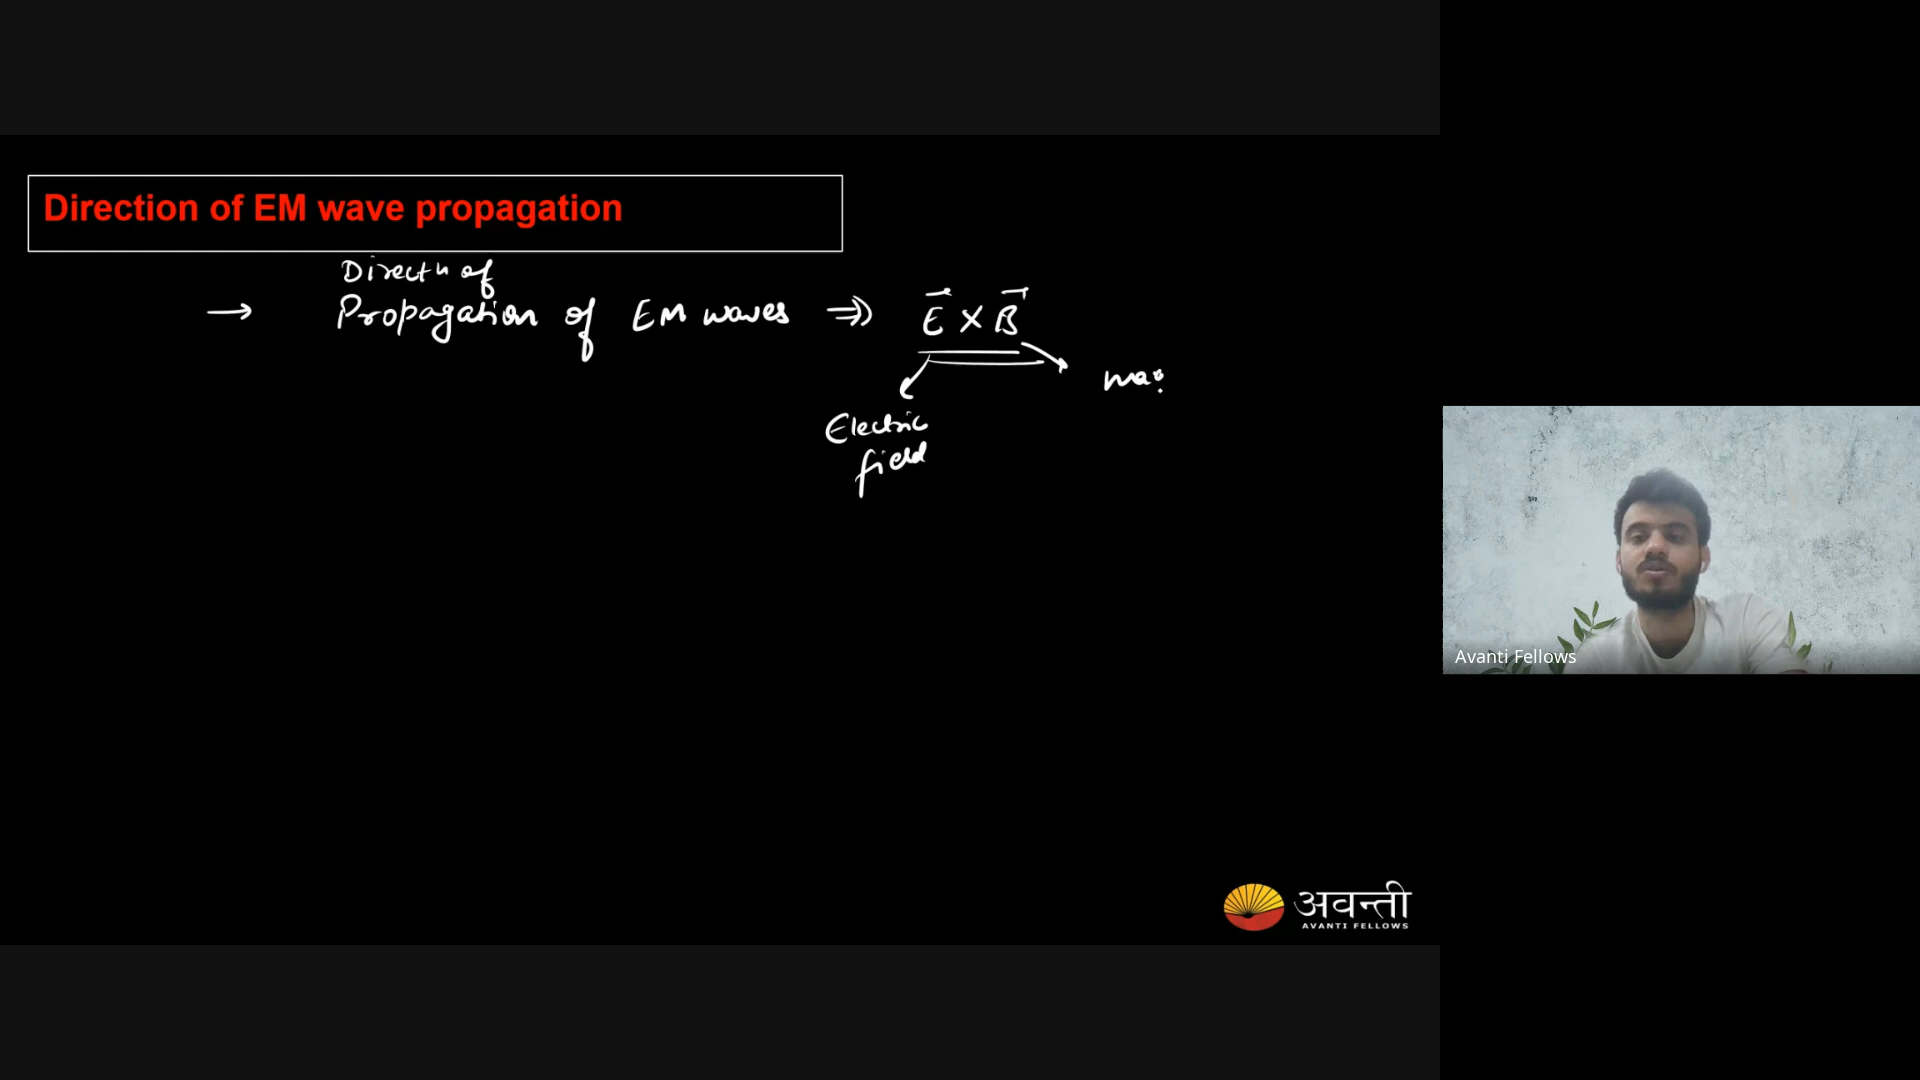 Direction of EM wave propagation
Directn of
→ Propagation of EM waves ⇒ E⃗ × B⃗
Electric
field
Avanti Fellows
अवन्ती
AVANTI FELLOWS